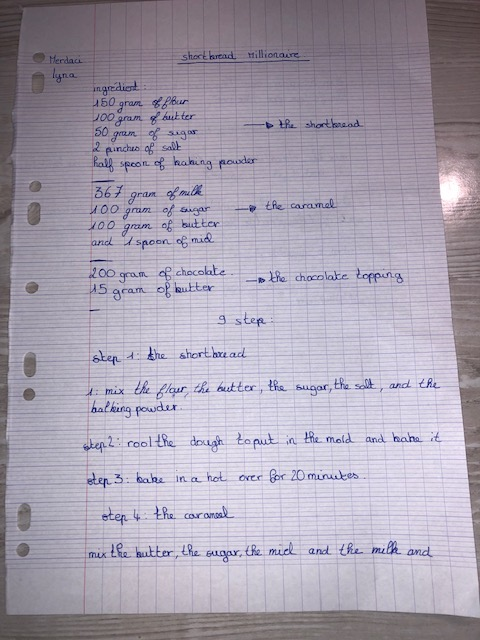 Merdaci
lyna
shortbread Millionaire
ingrédient:
150 gram of flour
100 gram of butter
50 gram of sugar
→ the shortbread
2 pinches of salt
half spoon of baking powder
367 gram of milk
100 gram of sugar
→ the caramel
100 gram of butter
and 1 spoon of miel
200 gram of chocolate
→ the chocolate topping
15 gram of butter
9 step:
step 1: the shortbread
1: mix the flour, the butter, the sugar, the salt, and the
balking powder.
step 2: rool the dough to put in the mold and bake it
step 3: bake in a hot over for 20 minutes.
step 4: the caramel
mix the butter, the sugar, the miel and the milk and